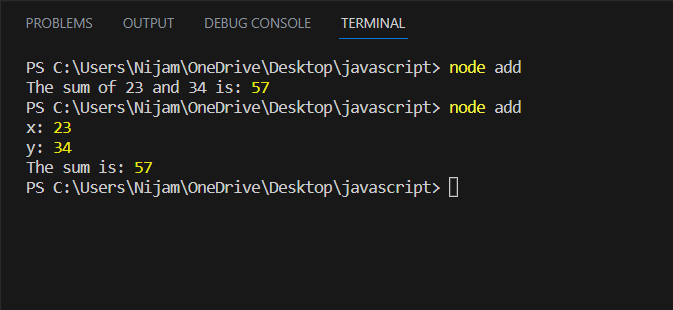 PROBLEMS OUTPUT DEBUG CONSOLE TERMINAL
PS C:\Users\Nijam\OneDrive\Desktop\javascript> node add
The sum of 23 and 34 is: 57
PS C:\Users\Nijam\OneDrive\Desktop\javascript> node add
x: 23
y: 34
The sum is: 57
PS C:\Users\Nijam\OneDrive\Desktop\javascript>